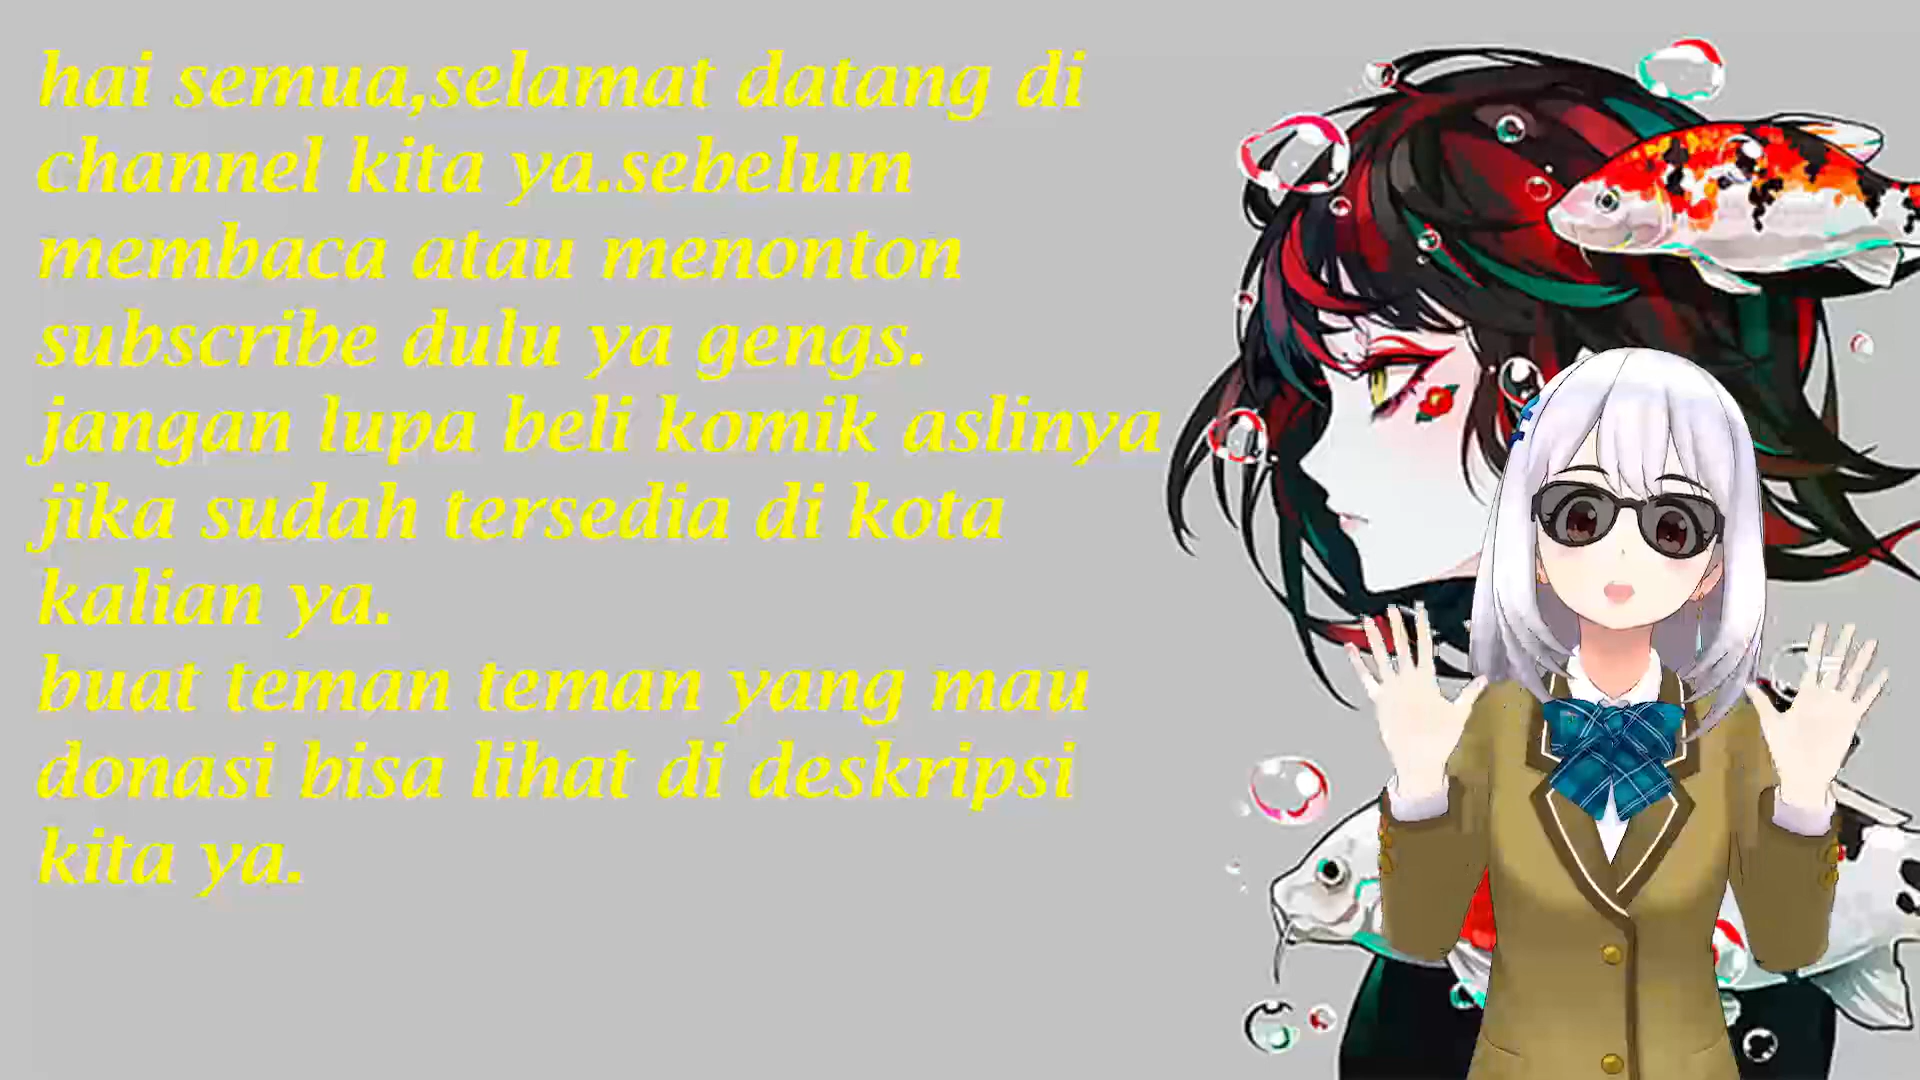 hai semua,selamat datang di
channel kita ya.sebelum
membaca atau menonton
subscribe dulu ya gengs.
jangan lupa beli komik aslinya
jika sudah tersedia di kota
kalian ya.
buat teman teman yang mau
donasi bisa lihat di deskripsi
kita ya.